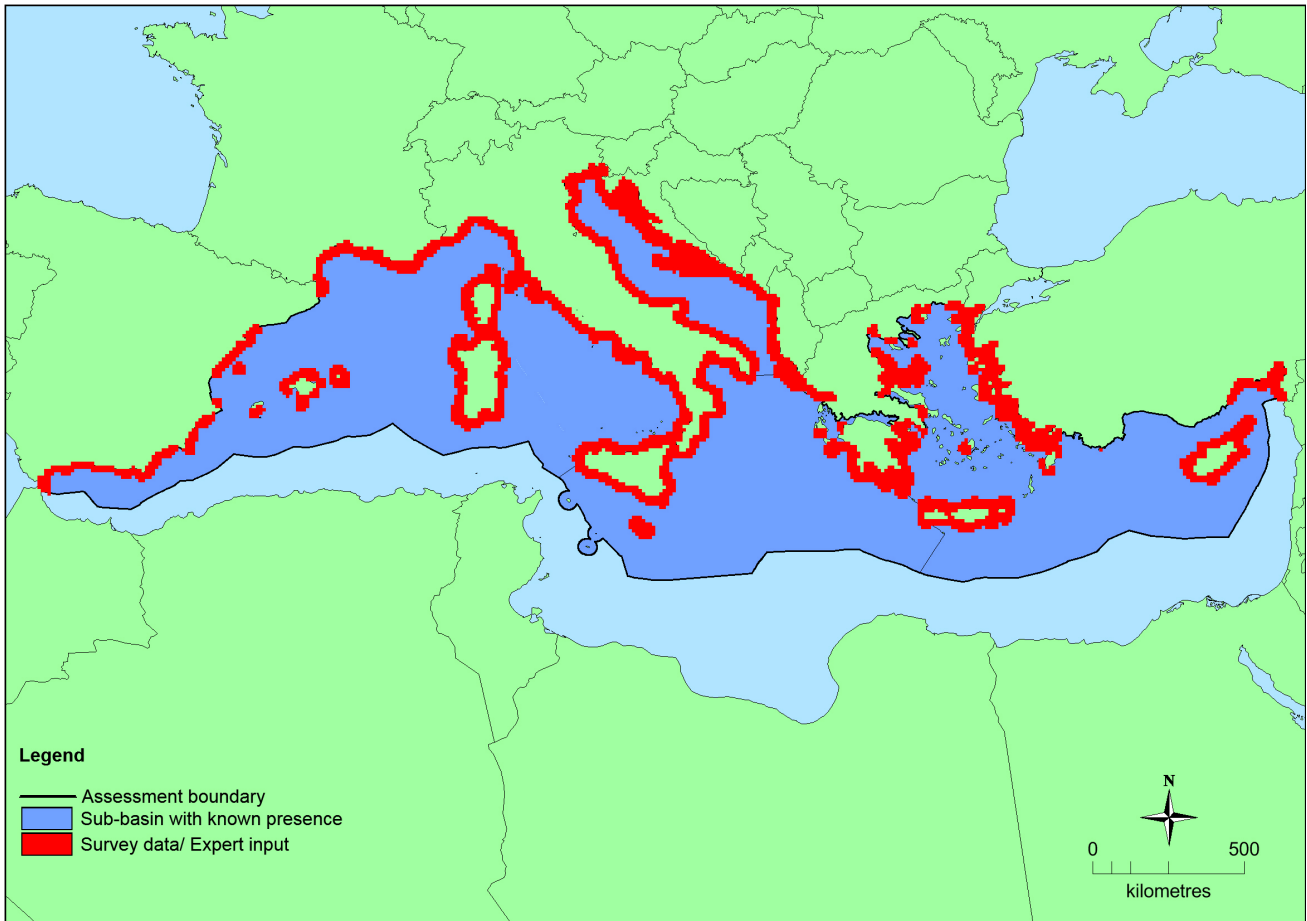 Legend
Assessment boundary
Sub-basin with known presence
Survey data/ Expert input
N
0 500
kilometres